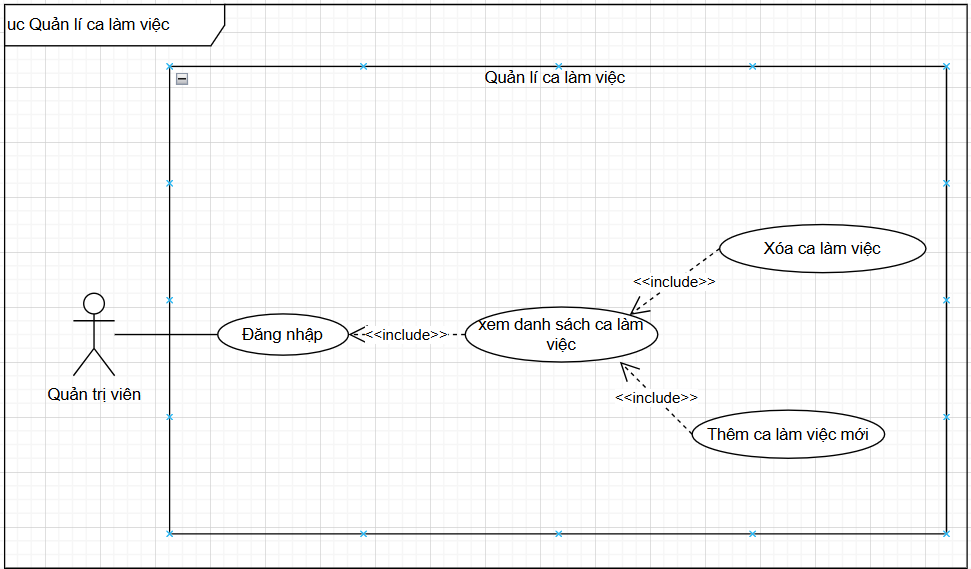 uc Quản lí ca làm việc
Quản lí ca làm việc
Xóa ca làm việc
<<include>>
Đăng nhập
<<include>>
xem danh sách ca làm
việc
Quản trị viên
<<include>>
Thêm ca làm việc mới